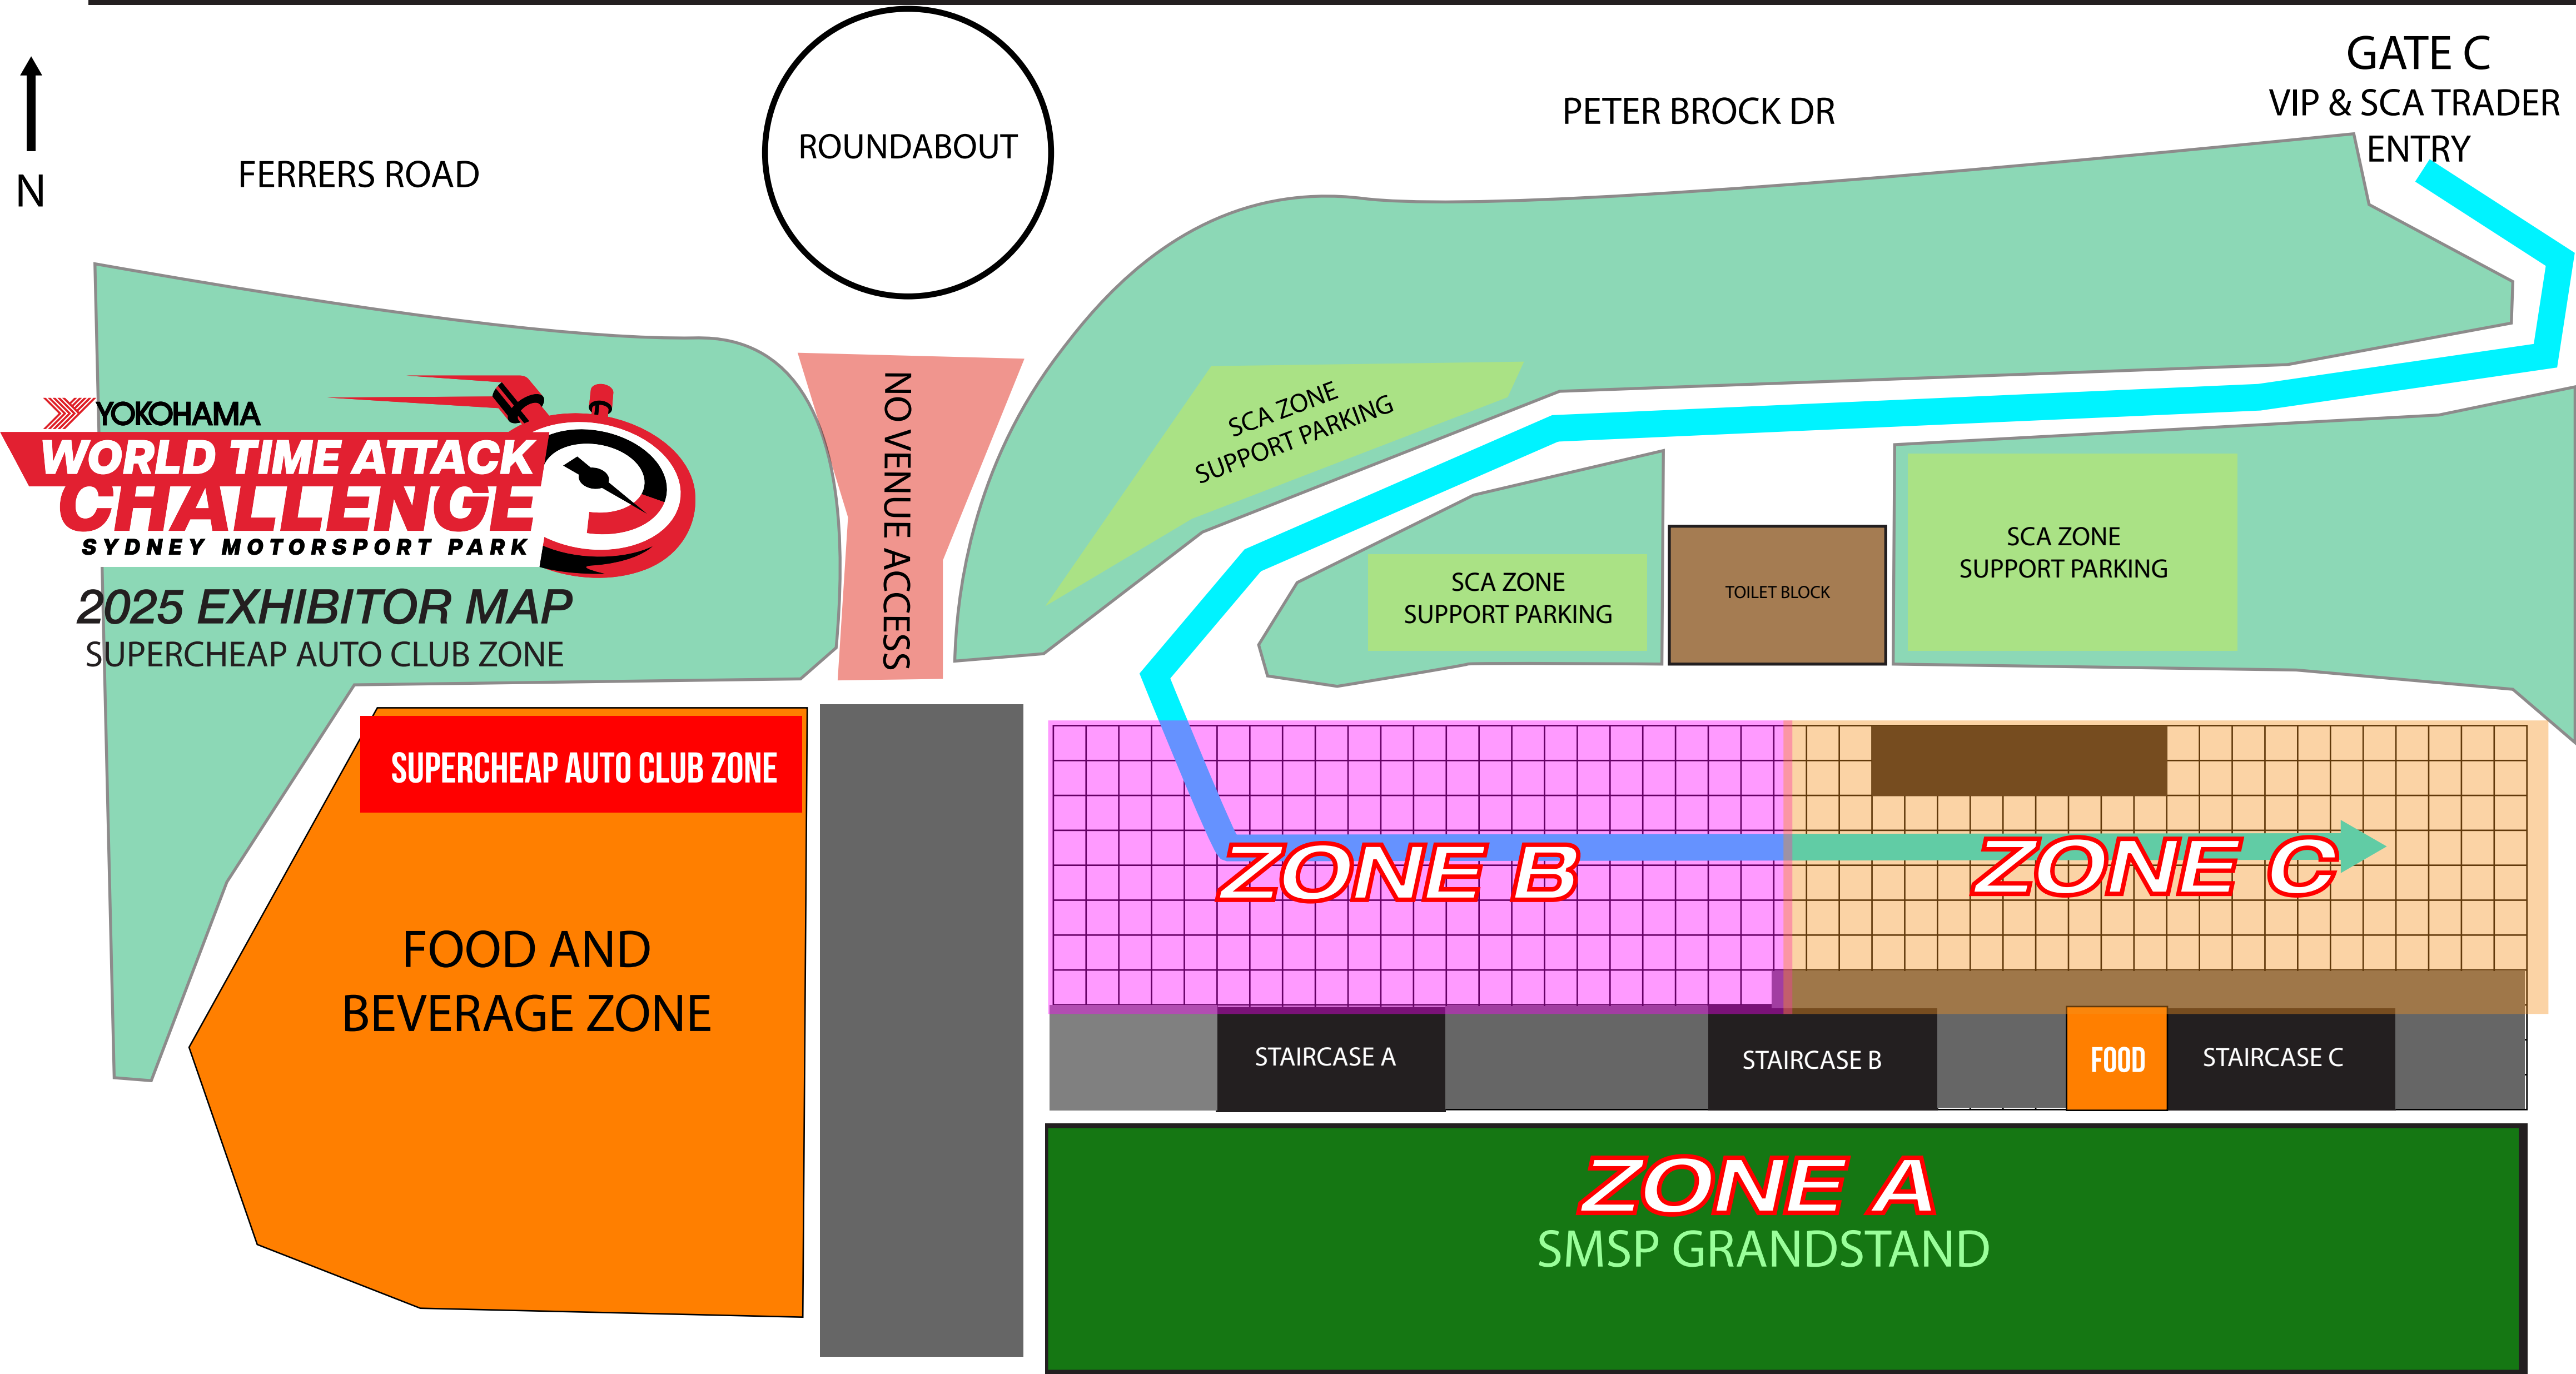 GATE C
VIP & SCA TRADER
ENTRY
PETER BROCK DR
ROUNDABOUT
FERRERS ROAD
N
NO VENUE ACCESS
SCA ZONE
SUPPORT PARKING
YOKOHAMA
WORLD TIME ATTACK
CHALLENGE
SYDNEY MOTORSPORT PARK
2025 EXHIBITOR MAP
SUPERCHEAP AUTO CLUB ZONE
SCA ZONE
SUPPORT PARKING
TOILET BLOCK
SCA ZONE
SUPPORT PARKING
SUPERCHEAP AUTO CLUB ZONE
ZONE B
ZONE C
FOOD AND
BEVERAGE ZONE
STAIRCASE A
STAIRCASE B
FOOD
STAIRCASE C
ZONE A
SMSP GRANDSTAND